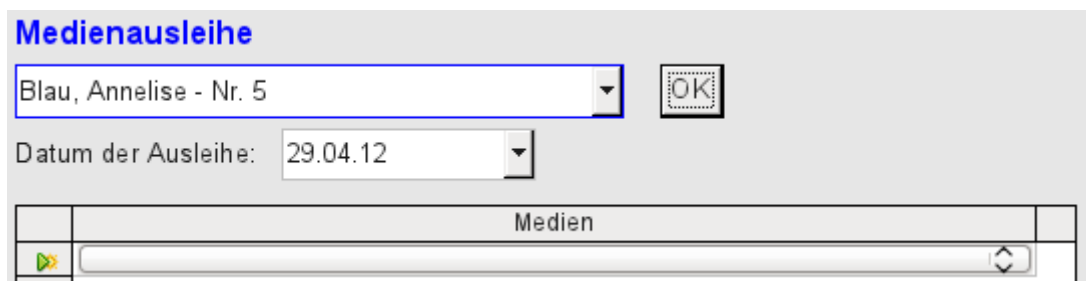 Medienausleihe
Blau, Annelise - Nr. 5 OK
Datum der Ausleihe: 29.04.12
Medien